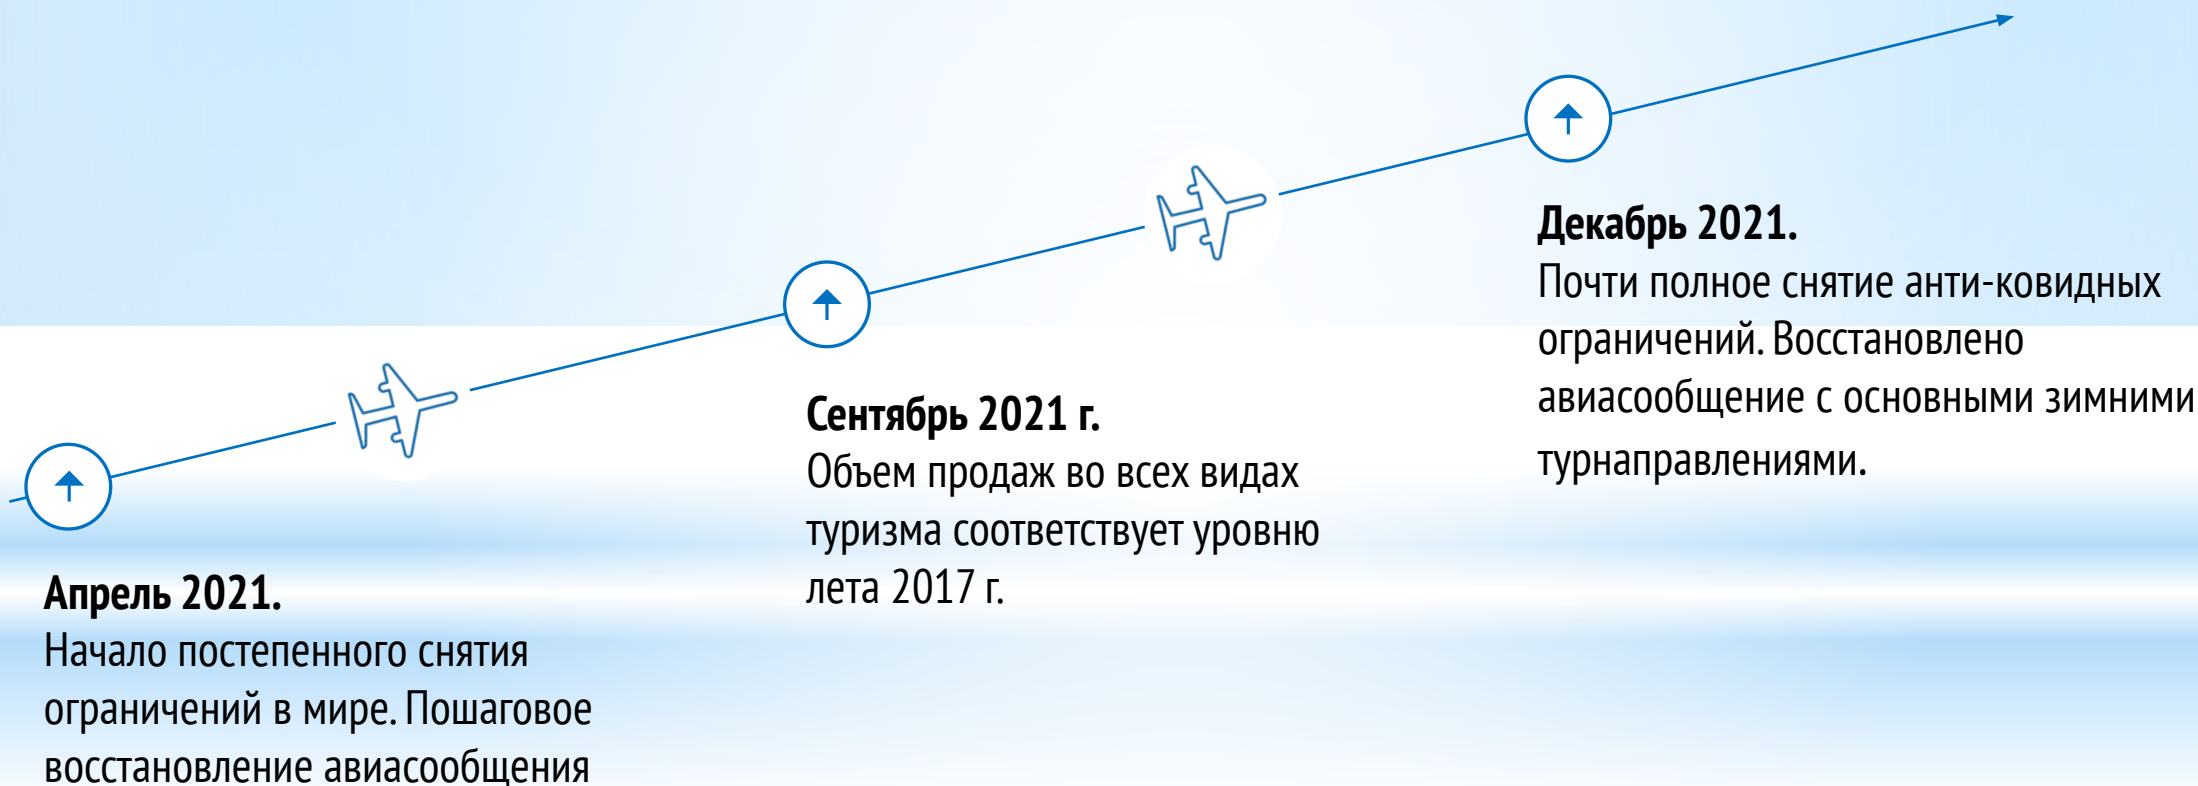 Апрель 2021.
Начало постепенного снятия
ограничений в мире. Пошаговое
восстановление авиасообщения
Сентябрь 2021 г.
Объем продаж во всех видах
туризма соответствует уровню
лета 2017 г.
Декабрь 2021.
Почти полное снятие анти-ковидных
ограничений. Восстановлено
авиасообщение с основными зимними
турнаправлениями.